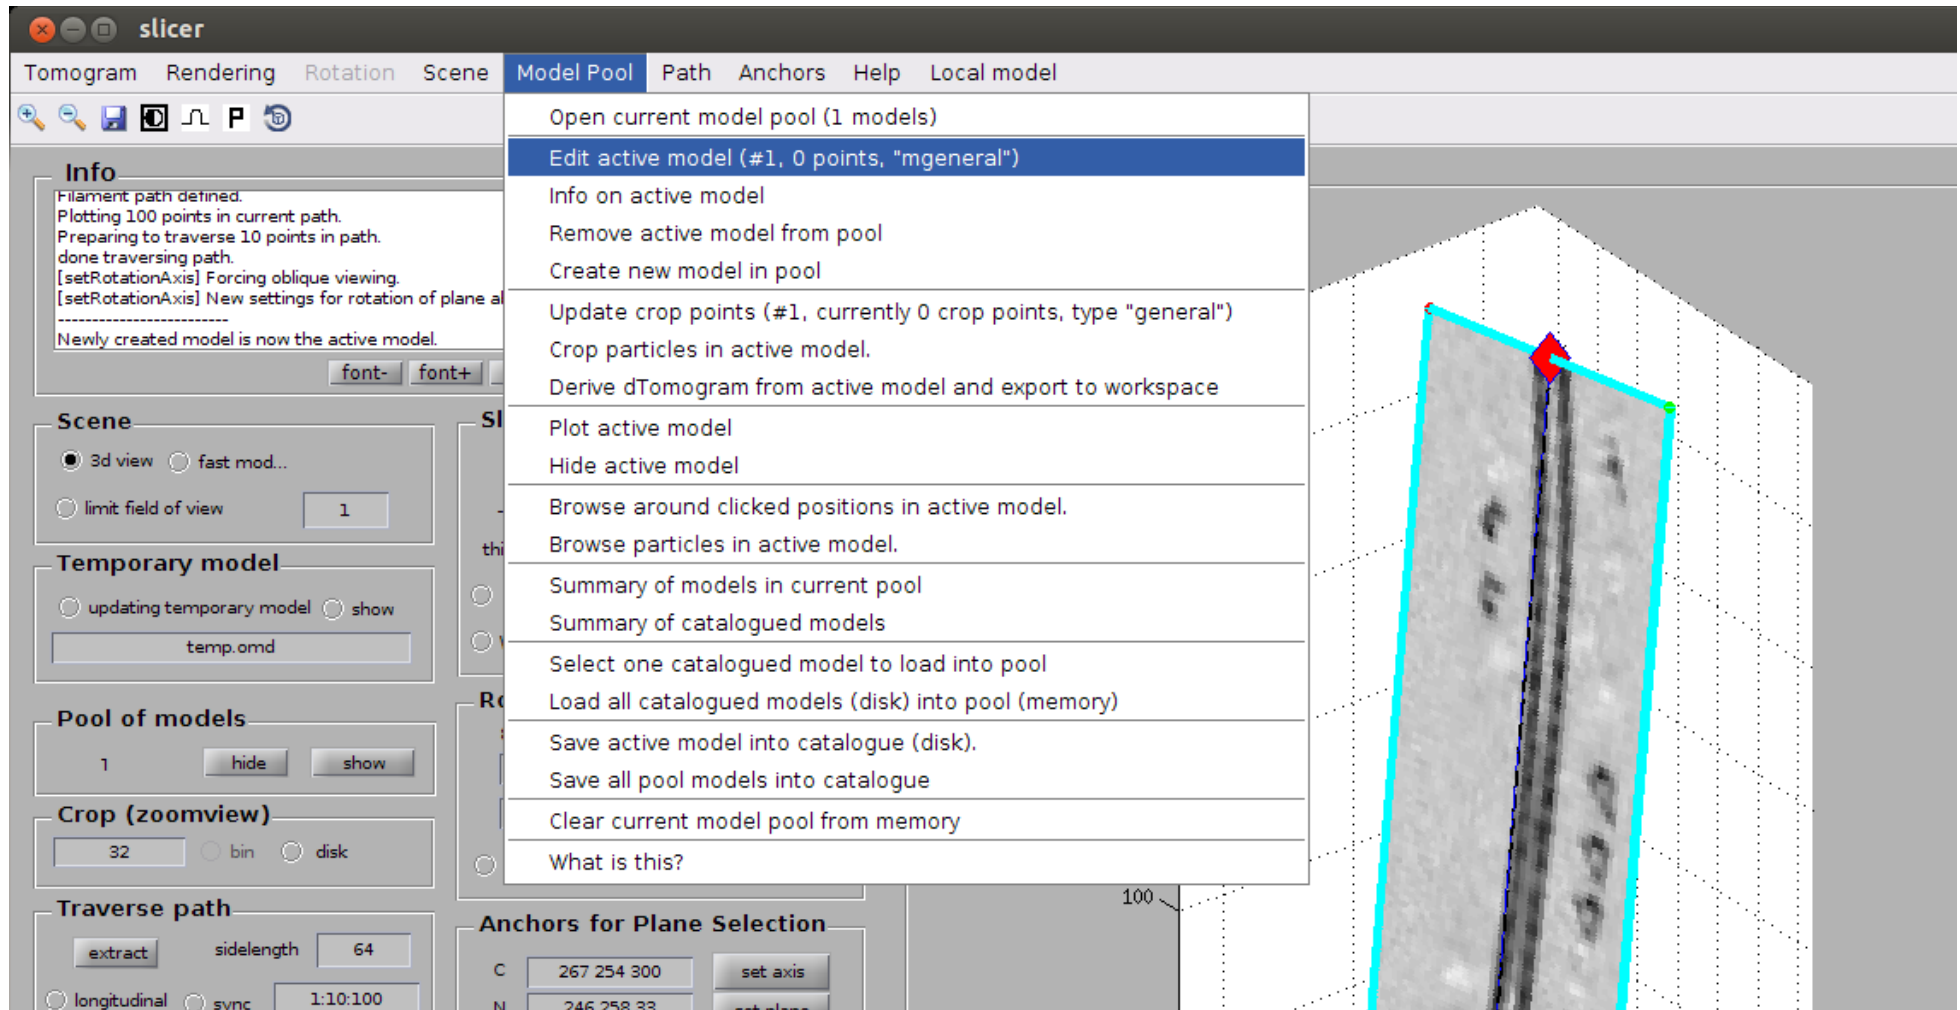 slicer
Tomogram Rendering Rotation Scene Model Pool Path Anchors Help Local model
P
Open current model pool (1 models)
Edit active model (#1, 0 points, "mgeneral")
Info on active model
Remove active model from pool
Create new model in pool
Update crop points (#1, currently 0 crop points, type "general")
Crop particles in active model.
Derive dTomogram from active model and export to workspace
Plot active model
Hide active model
Browse around clicked positions in active model.
Browse particles in active model.
Summary of models in current pool
Summary of catalogued models
Select one catalogued model to load into pool
Load all catalogued models (disk) into pool (memory)
Save active model into catalogue (disk).
Save all pool models into catalogue
Clear current model pool from memory
What is this?
Info
Filament path defined.
Plotting 100 points in current path.
Preparing to traverse 10 points in path.
done traversing path.
[setRotationAxis] Forcing oblique viewing.
[setRotationAxis] New settings for rotation of plane al
-------------------------
Newly created model is now the active model.
font- font+
Scene
3d view fast mod...
limit field of view 1
Temporary model
updating temporary model show
temp.omd
Pool of models
1 hide show
Crop (zoomview)
32 bin disk
Traverse path
extract sidelength 64
longitudinal sync 1:10:100
Sl
thi
Ro
Anchors for Plane Selection
C 267 254 300 set axis
N 246 258 33 set plane
100